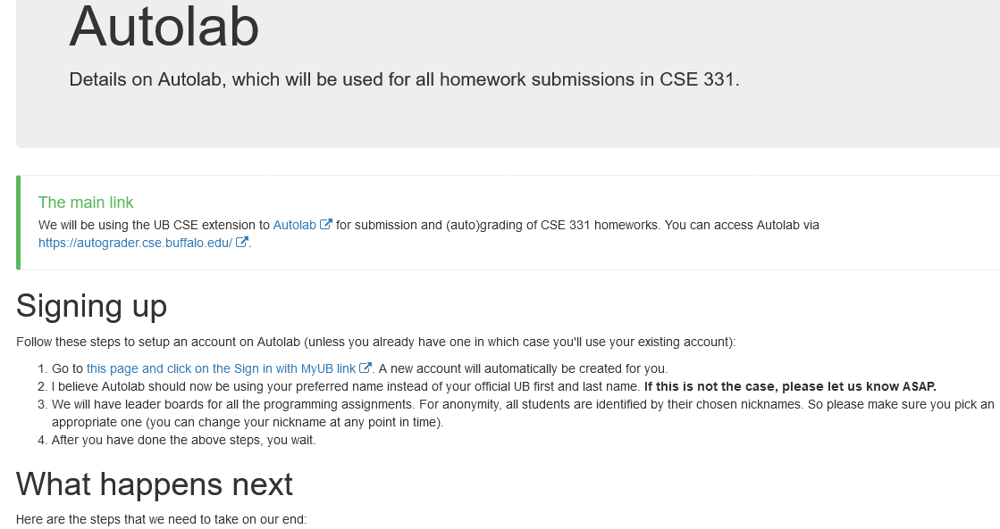 Autolab
Details on Autolab, which will be used for all homework submissions in CSE 331.
The main link
We will be using the UB CSE extension to Autolab for submission and (auto)grading of CSE 331 homeworks. You can access Autolab via
https://autograder.cse.buffalo.edu/.
Signing up
Follow these steps to setup an account on Autolab (unless you already have one in which case you'll use your existing account):
1. Go to this page and click on the Sign in with MyUB link. A new account will automatically be created for you.
2. I believe Autolab should now be using your preferred name instead of your official UB first and last name. If this is not the case, please let us know ASAP.
3. We will have leader boards for all the programming assignments. For anonymity, all students are identified by their chosen nicknames. So please make sure you pick an
appropriate one (you can change your nickname at any point in time).
4. After you have done the above steps, you wait.
What happens next
Here are the steps that we need to take on our end: